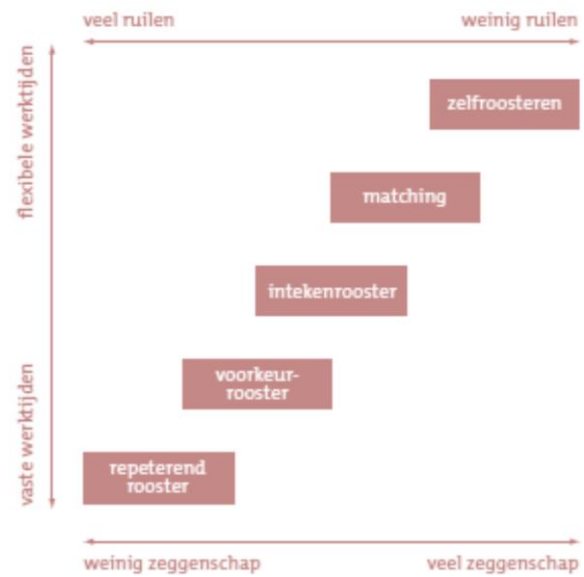 veel ruilen
weinig ruilen
flexibele werktijden
zelfroosteren
matching
intekenrooster
voorkeur-
rooster
vaste werktijden
repeterend
rooster
weinig zeggenschap
veel zeggenschap